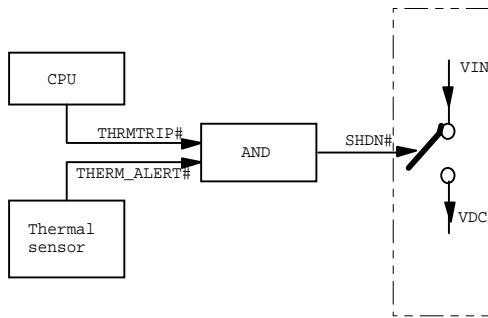 CPU
VIN
THRMTRIP#
AND
SHDN#
THERM_ALERT#
Thermal
sensor
VDC